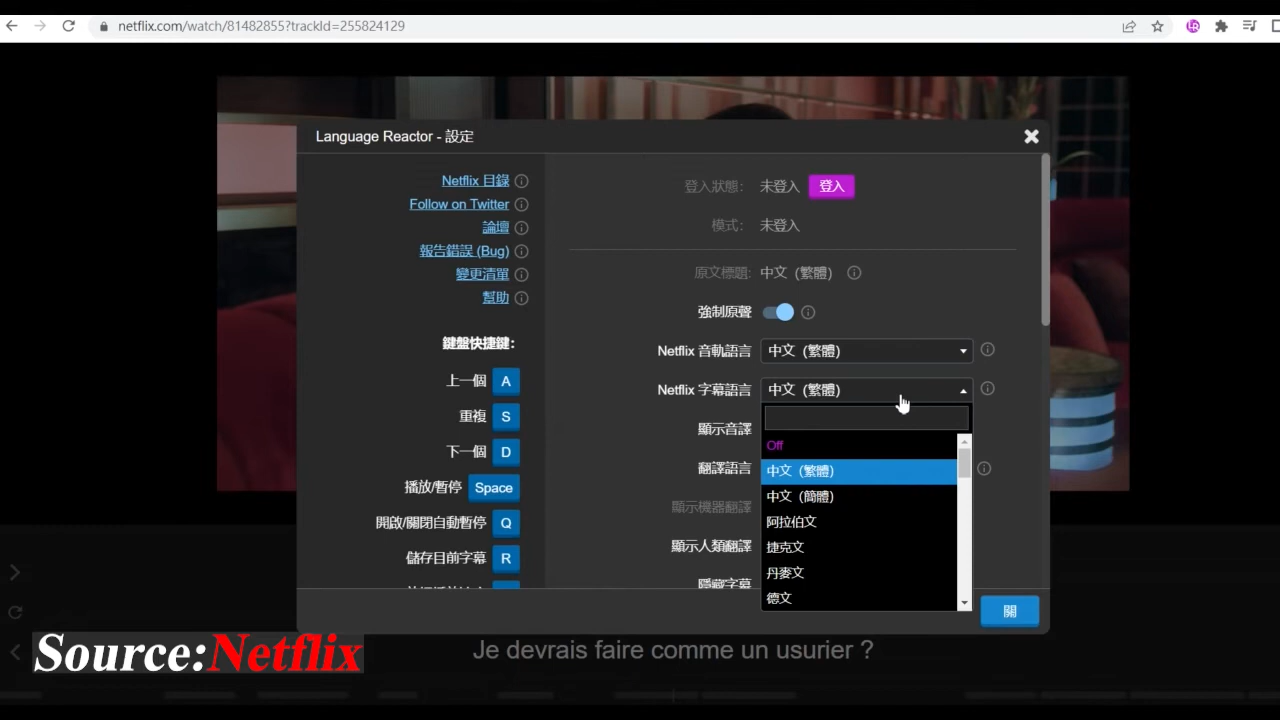 netflix.com/watch/81482855?trackId=255824129
Language Reactor - 設定
Netflix 目錄
Follow on Twitter
論壇
報告錯誤 (Bug)
變更清單
幫助
鍵盤快捷鍵:
上一個 A
重複 S
下一個 D
播放/暫停 Space
開啟/關閉自動暫停 Q
儲存目前字幕 R
登入狀態: 未登入 登入
模式: 未登入
原文標題: 中文 (繁體)
強制原聲
Netflix 音軌語言 中文 (繁體)
Netflix 字幕語言 中文 (繁體)
顯示音譯
翻譯語言
顯示機器翻譯
顯示人類翻譯
隱藏字幕
Off
中文 (繁體)
中文 (簡體)
阿拉伯文
捷克文
丹麥文
德文
關
Source:Netflix
Je devrais faire comme un usurier ?